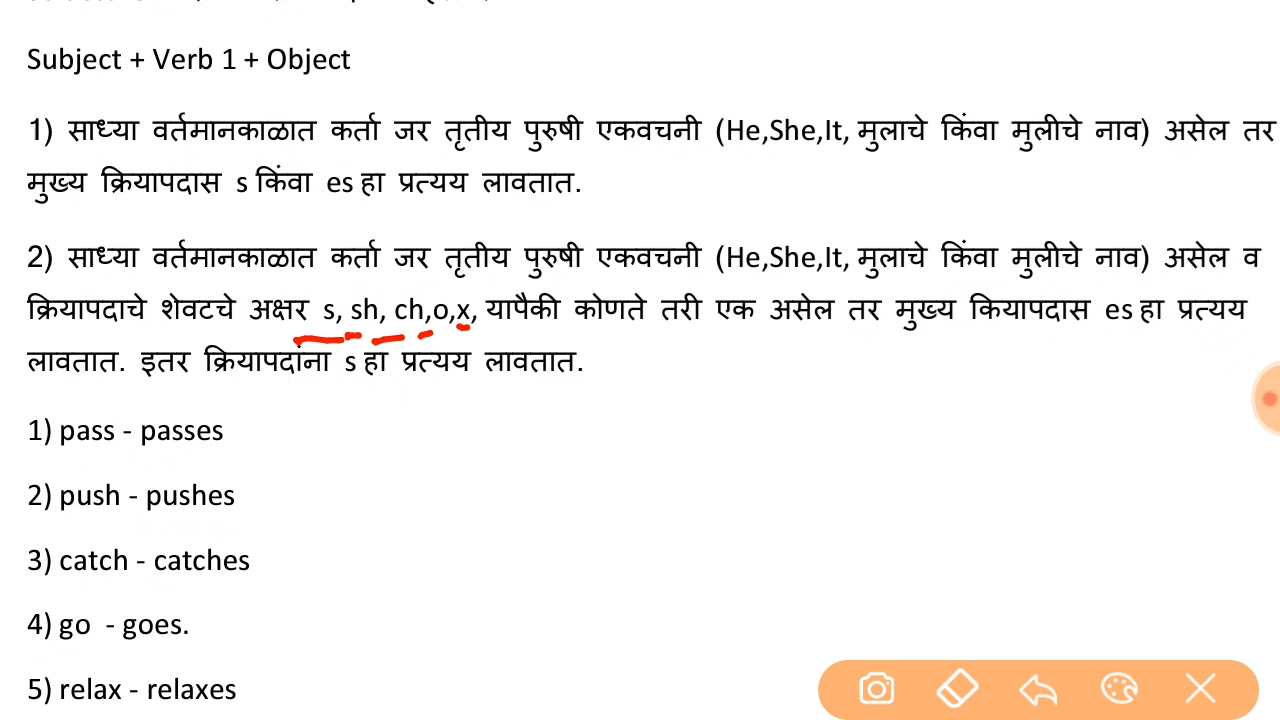 Subject + Verb 1 + Object
1) साध्या वर्तमानकाळात कर्ता जर तृतीय पुरुषी एकवचनी (He,She,It, मुलाचे किंवा मुलीचे नाव) असेल तर
मुख्य क्रियापदास s किंवा es हा प्रत्यय लावतात.
2) साध्या वर्तमानकाळात कर्ता जर तृतीय पुरुषी एकवचनी (He,She,It, मुलाचे किंवा मुलीचे नाव) असेल व
क्रियापदाचे शेवटचे अक्षर s, sh, ch,o,x, यापैकी कोणते तरी एक असेल तर मुख्य कियापदास es हा प्रत्यय
लावतात. इतर क्रियापदांना s हा प्रत्यय लावतात.
1) pass - passes
2) push - pushes
3) catch - catches
4) go - goes.
5) relax - relaxes